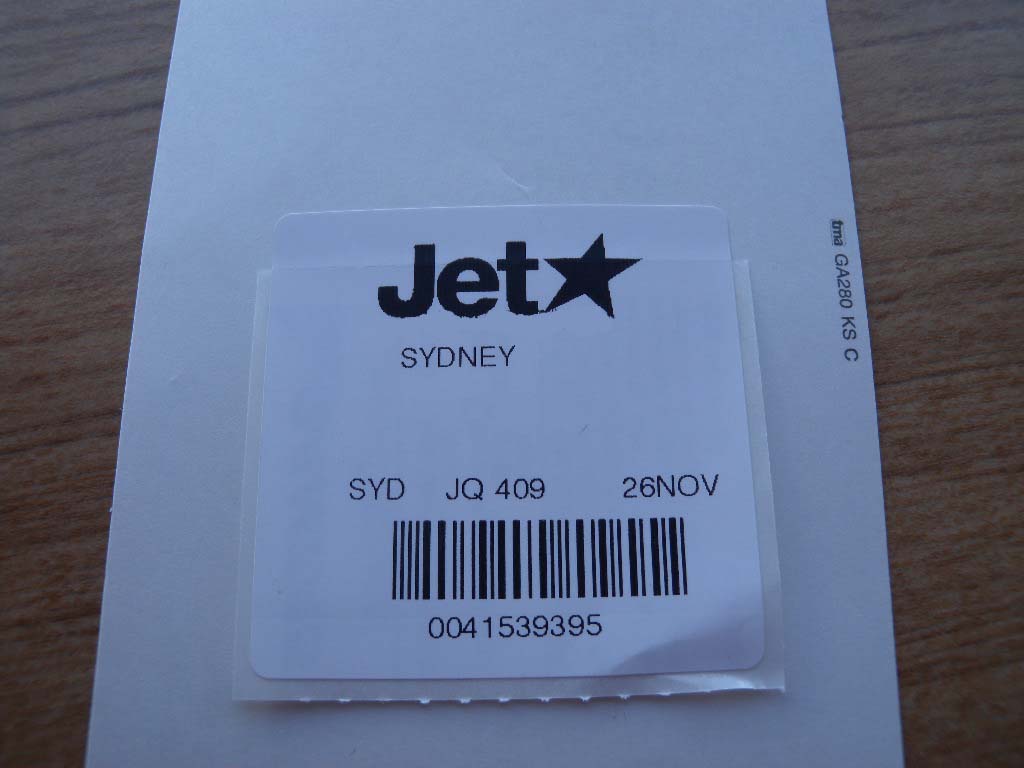 Jet
SYDNEY
SYD JQ 409 26NOV
0041539395
tma GA280 KS C